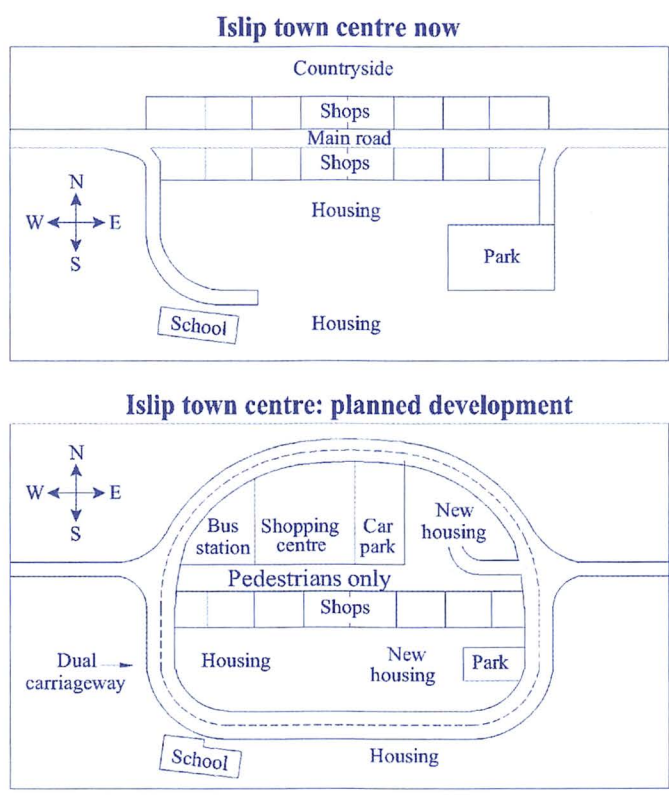 Islip town centre now
Countryside
Shops
Main road
Shops
N
W E
S
Housing
Park
School
Housing
Islip town centre: planned development
N
W E
S
New
housing
Bus
station
Shopping
centre
Car
park
Pedestrians only
Shops
Dual
carriageway
Housing
New
housing
Park
School
Housing